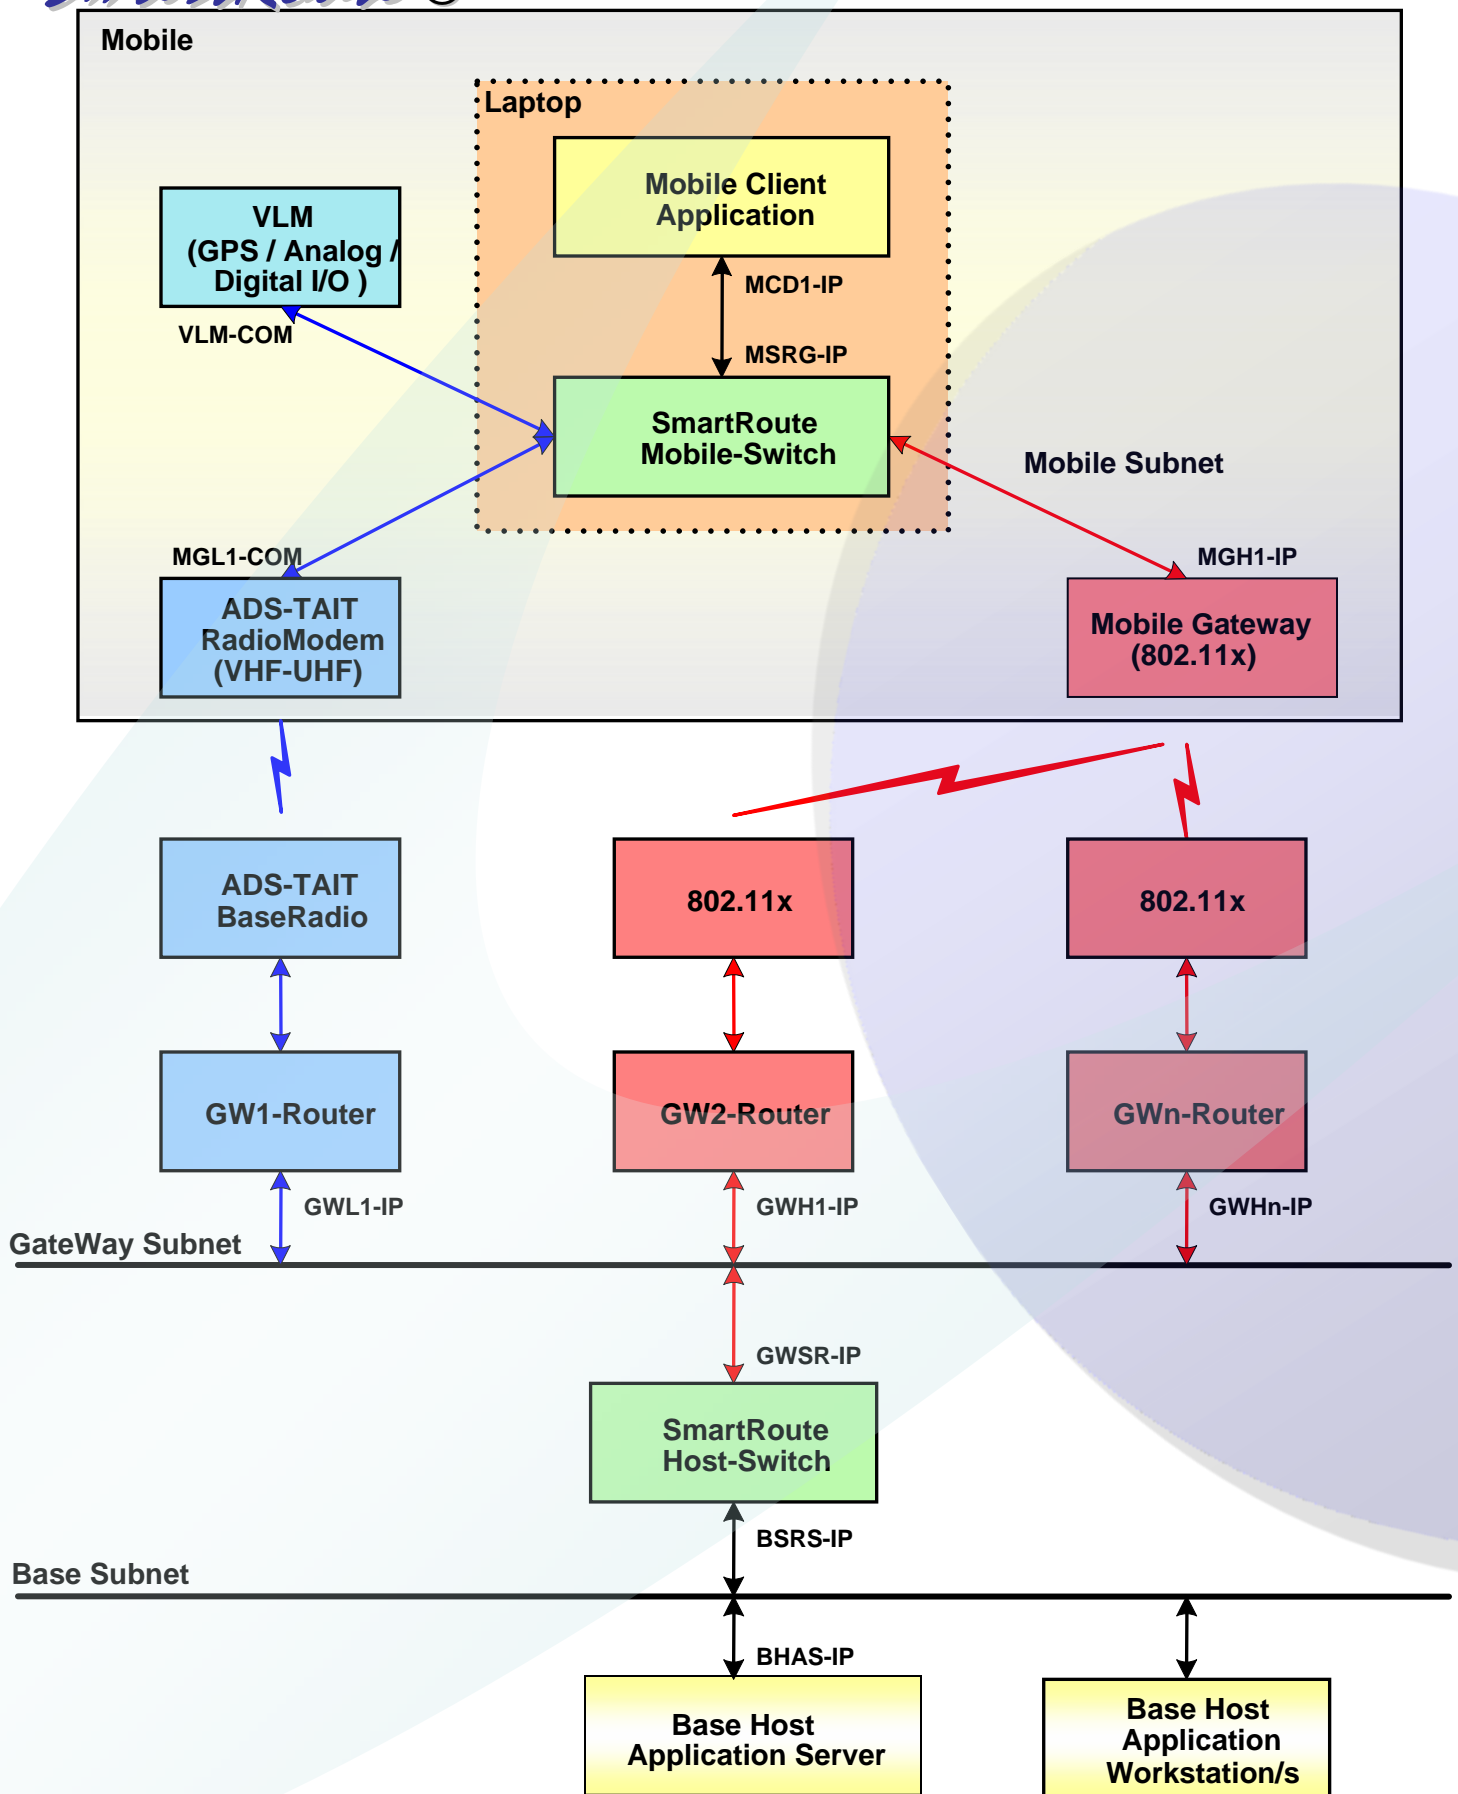 Mobile
Laptop
Mobile Client
Application
VLM
(GPS / Analog /
Digital I/O )
MCD1-IP
VLM-COM
MSRG-IP
SmartRoute
Mobile-Switch
Mobile Subnet
MGL1-COM
MGH1-IP
ADS-TAIT
RadioModem
(VHF-UHF)
Mobile Gateway
(802.11x)
ADS-TAIT
BaseRadio
802.11x
802.11x
GW1-Router
GW2-Router
GWn-Router
GWL1-IP
GWH1-IP
GWHn-IP
GateWay Subnet
GWSR-IP
SmartRoute
Host-Switch
BSRS-IP
Base Subnet
BHAS-IP
Base Host
Application Server
Base Host
Application
Workstation/s